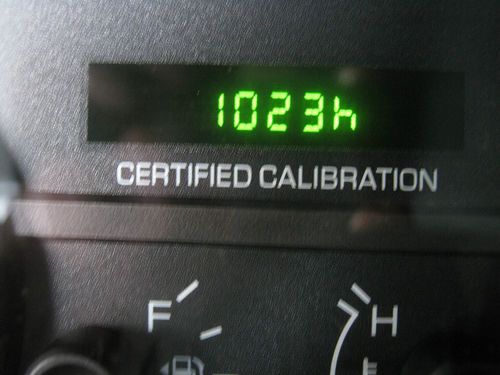 1023h
CERTIFIED CALIBRATION
F H